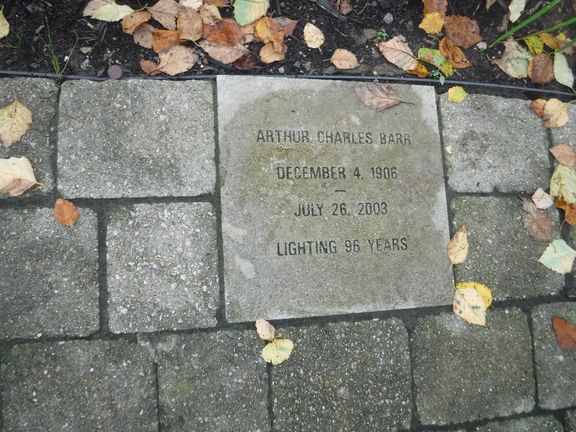 ARTHUR CHARLES BARR
DECEMBER 4, 1906
–
JULY 26, 2003
LIGHTING 96 YEARS